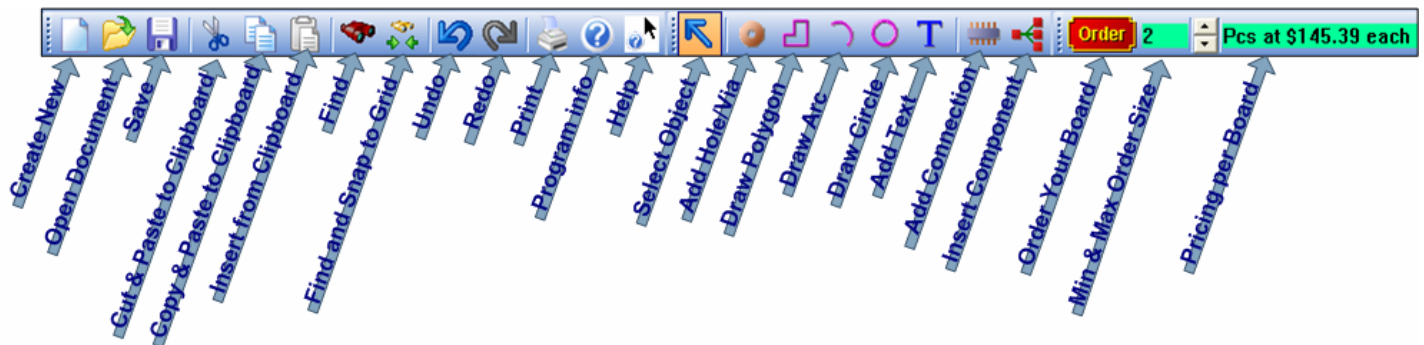 Order 2 Pcs at $145.39 each
Create New
Open Document
Save
Cut & Paste to Clipboard
Copy & Paste to Clipboard
Insert from Clipboard
Find
Find and Snap to Grid
Undo
Redo
Print
Program info
Help
Select Object
Add Hole/Via
Draw Polygon
Draw Arc
Draw Circle
Add Text
Add Connection
Insert Component
Order Your Board
Min & Max Order Size
Pricing per Board